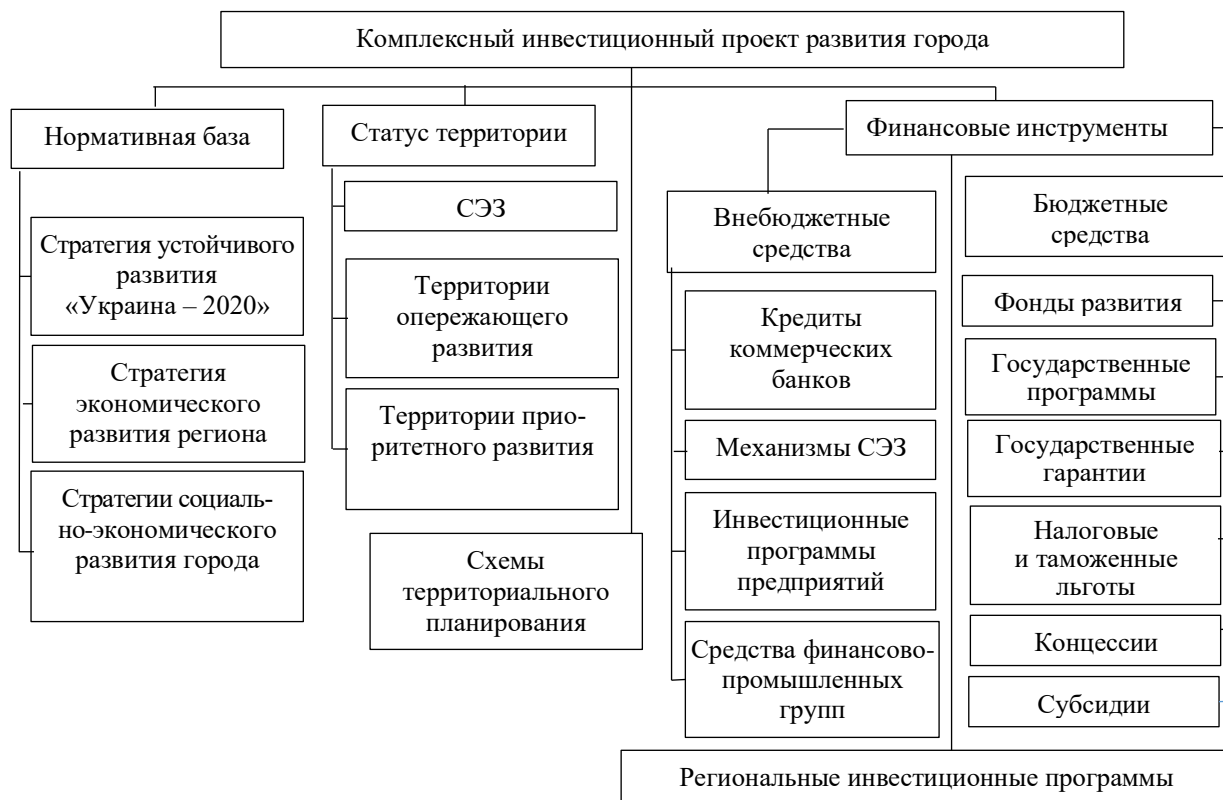 Комплексный инвестиционный проект развития города
Нормативная база
Стратегия устойчивого
развития
«Украина – 2020»
Стратегия
экономического
развития региона
Стратегии социаль-
но-экономического
развития города
Статус территории
СЭЗ
Территории
опережающего
развития
Территории прио-
ритетного развития
Схемы
территориального
планирования
Финансовые инструменты
Внебюджетные
средства
Кредиты
коммерческих
банков
Механизмы СЭЗ
Инвестиционные
программы
предприятий
Средства финансово-
промышленных
групп
Бюджетные
средства
Фонды развития
Государственные
программы
Государственные
гарантии
Налоговые
и таможенные
льготы
Концессии
Субсидии
Региональные инвестиционные программы